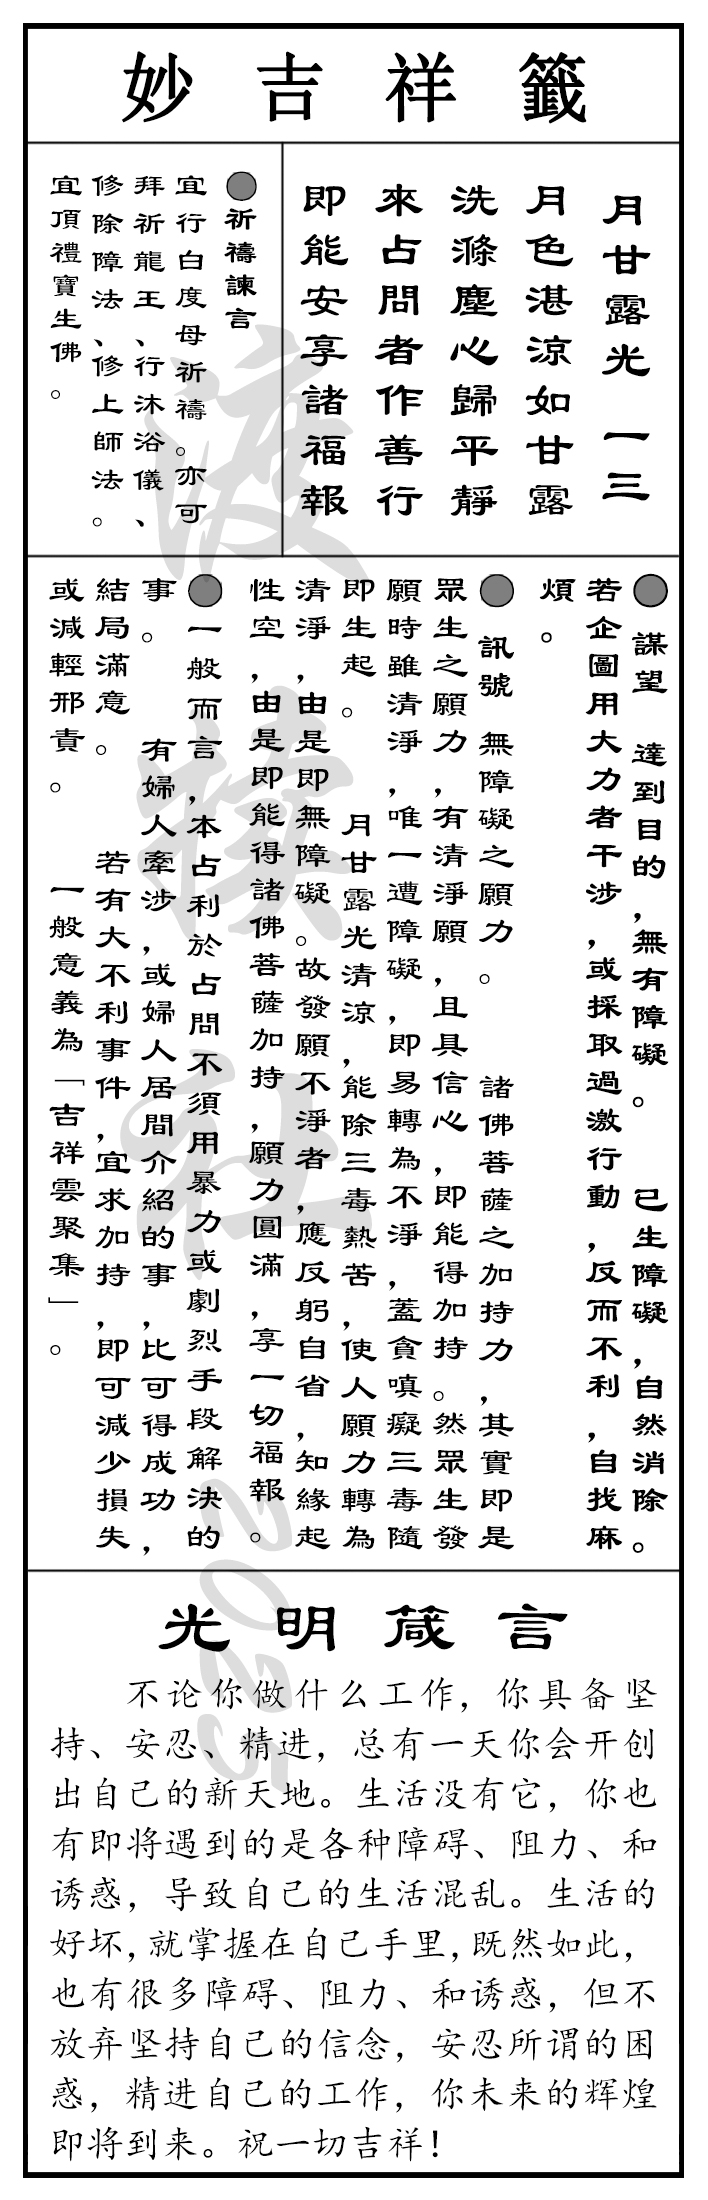 妙吉祥籤
月甘露光 一三
月色湛涼如甘露
洗滌塵心歸平靜
來占問者作善行
即能安享諸福報
●祈禱諫言
宜行白度母祈禱。亦可
拜祈龍王、行沐浴儀、
修除障法、修上師法。
宜頂禮寶生佛。
● 謀望 達到目的，無有障礙。 已生障礙，自然消除。
若企圖用大力者干涉，或採取過激行動，反而不利，自找麻
煩。
● 訊號 無障礙之願力。 諸佛菩薩之加持力，其實即是
眾生之願力，有清淨願，且具信心，即能得加持。然眾生發
願時雖清淨，唯一遭障礙，即易轉為不淨，蓋貪嗔癡三毒隨
即生起。 月甘露光清涼，能除三毒熱苦，使人願力轉為
清淨，由是即無障礙。故發願不淨者，應反躬自省，知緣起
性空，由是即能得諸佛菩薩加持，願力圓滿，享一切福報。
● 一般而言，本占利於占問不須用暴力或劇烈手段解決的
事。 有婦人牽涉，或婦人居間介紹的事，比可得成功，
結局滿意。 若有大不利事件，宜求加持，即可減少損失
或減輕邪責。 一般意義為「吉祥雲聚集」。
光明箴言
不论你做什么工作，你具备坚
持、安忍、精进，总有一天你会开创
出自己的新天地。生活没有它，你也
有即将遇到的是各种障碍、阻力、和
诱惑，导致自己的生活混乱。生活的
好坏，就掌握在自己手里，既然如此，
也有很多障碍、阻力、和诱惑，但不
放弃坚持自己的信念，安忍所谓的困
惑，精进自己的工作，你未来的辉煌
即将到来。祝一切吉祥！
渡读社2025